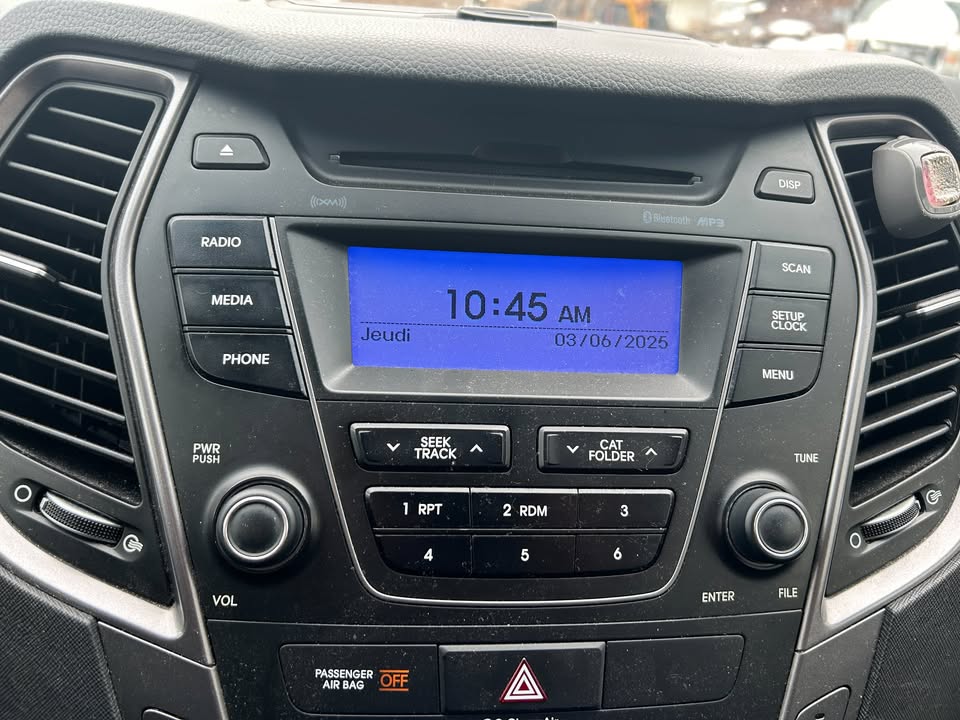 DISP
((XM))
Bluetooth MP3
RADIO
MEDIA
PHONE
10:45 AM
Jeudi 03/06/2025
SCAN
SETUP
CLOCK
MENU
PWR
PUSH
SEEK
TRACK
CAT
FOLDER
TUNE
1 RPT
2 RDM
3
4
5
6
VOL
ENTER
FILE
PASSENGER
AIR BAG OFF